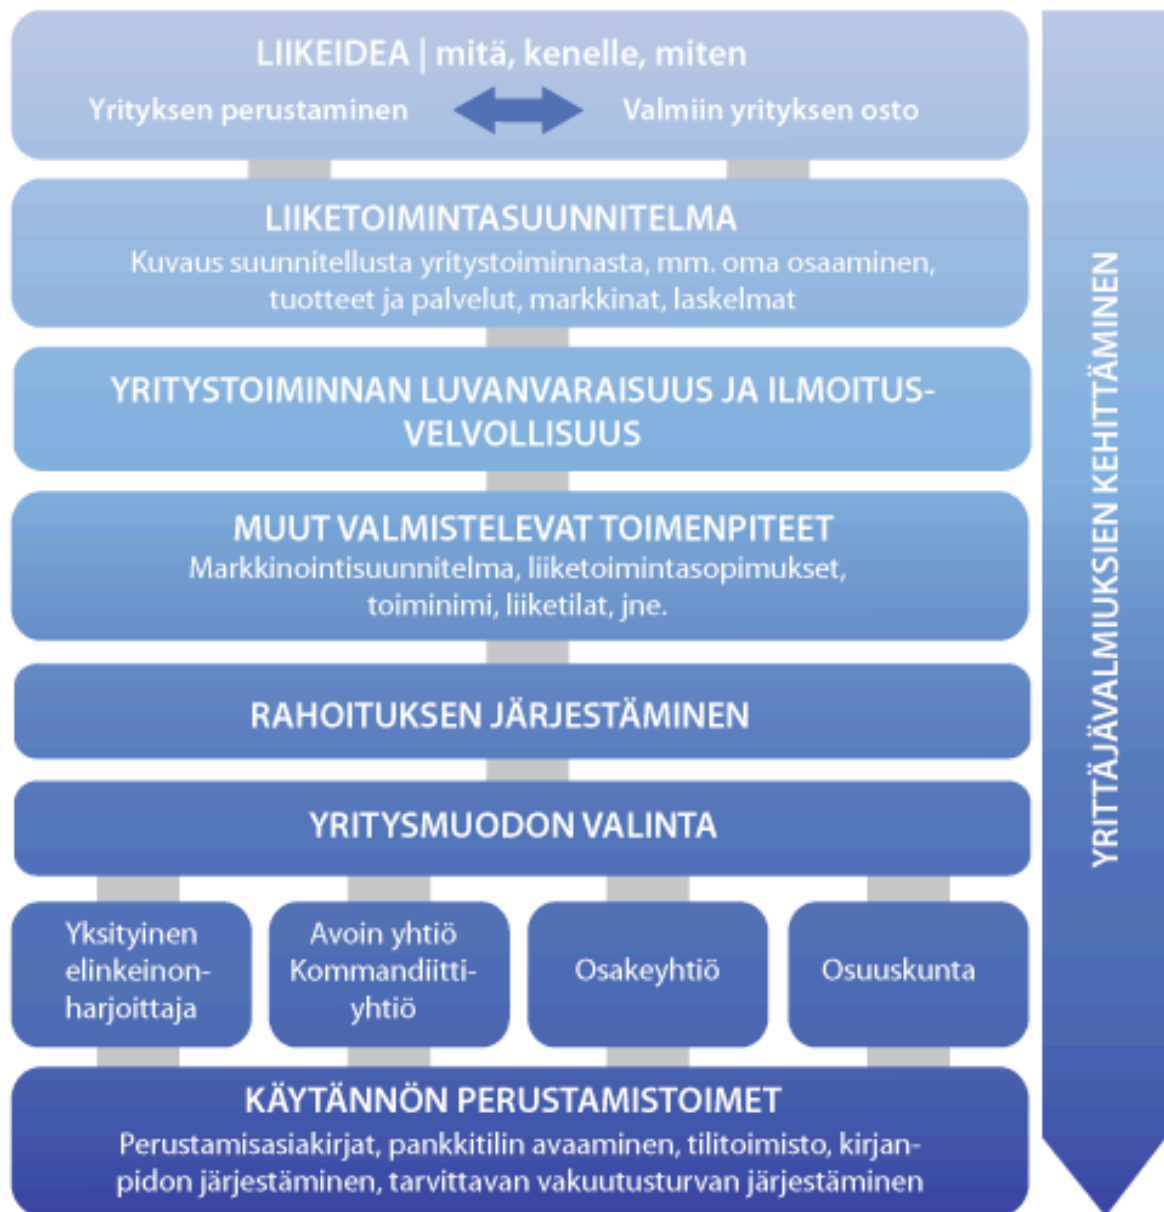 LIIKEIDEA | mitä, kenelle, miten
Yrityksen perustaminen
Valmiin yrityksen osto
LIIKETOIMINTASUUNNITELMA
Kuvaus suunnitellusta yritystoiminnasta, mm. oma osaaminen,
tuotteet ja palvelut, markkinat, laskelmat
YRITYSTOIMINNAN LUVANVARAISUUS JA ILMOITUS-
VELVOLLISUUS
MUUT VALMISTELEVAT TOIMENPITEET
Markkinointisuunnitelma, liiketoimintasopimukset,
toiminimi, liiketilat, jne.
RAHOITUKSEN JÄRJESTÄMINEN
YRITYSMUODON VALINTA
Yksityinen
elinkeinon-
harjoittaja
Avoin yhtiö
Kommandiitti-
yhtiö
Osakeyhtiö
Osuuskunta
KÄYTÄNNÖN PERUSTAMISTOIMET
Perustamisasiakirjat, pankkitilin avaaminen, tilitoimisto, kirjan-
pidon järjestäminen, tarvittavan vakuutusturvan järjestäminen
YRITTÄJÄVALMIUKSIEN KEHITTÄMINEN